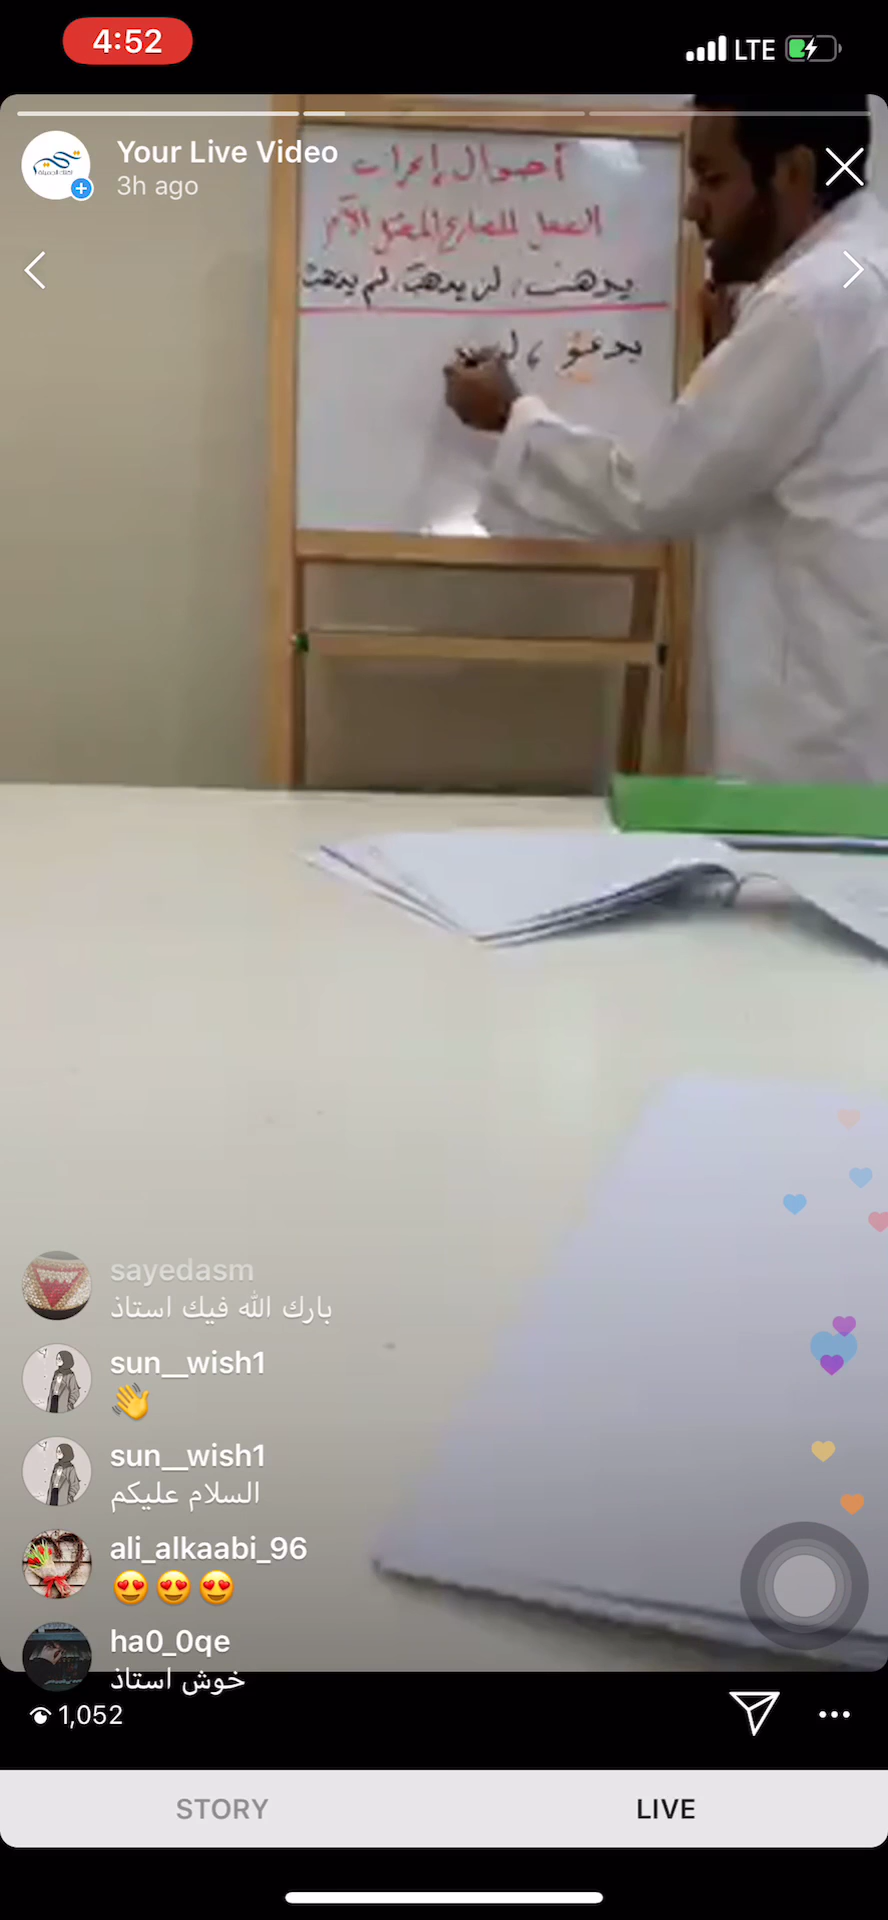 4:52
LTE
Your Live Video
3h ago
أحوال إعراب
الفعل المضارع المعتل الآخر
يذهب، لن يذهب، لم يذهب
يدعو ، لن
sayedasm
بارك الله فيك استاذ
sun__wish1
👋
sun__wish1
السلام عليكم
ali_alkaabi_96
😍😍😍
ha0_0qe
خوش استاذ
1,052
STORY
LIVE